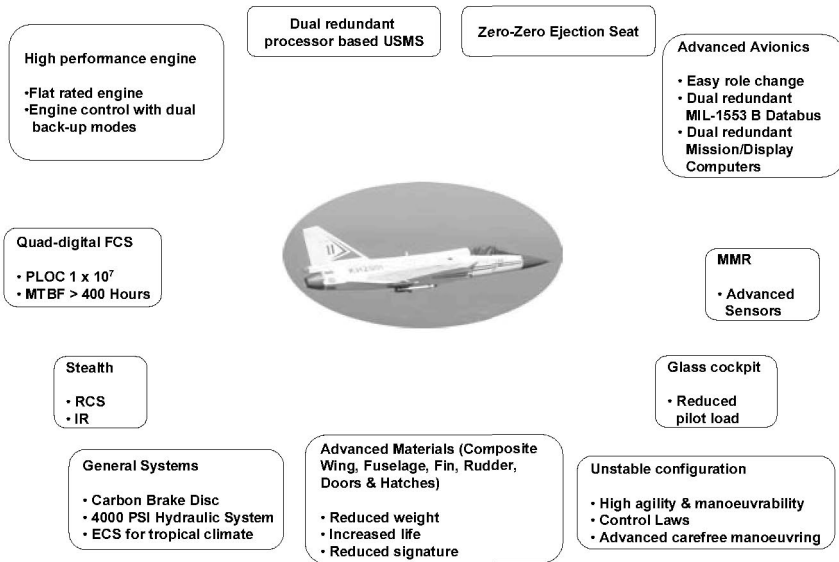 Dual redundant
processor based USMS
Zero-Zero Ejection Seat
High performance engine
•Flat rated engine
•Engine control with dual
back-up modes
Advanced Avionics
• Easy role change
• Dual redundant
MIL-1553 B Databus
• Dual redundant
Mission/Display
Computers
Quad-digital FCS
• PLOC 1 x 10⁷
• MTBF > 400 Hours
MMR
• Advanced
Sensors
Stealth
• RCS
• IR
Glass cockpit
• Reduced
pilot load
General Systems
• Carbon Brake Disc
• 4000 PSI Hydraulic System
• ECS for tropical climate
Advanced Materials (Composite
Wing, Fuselage, Fin, Rudder,
Doors & Hatches)
• Reduced weight
• Increased life
• Reduced signature
Unstable configuration
• High agility & manoeuvrability
• Control Laws
• Advanced carefree manoeuvring